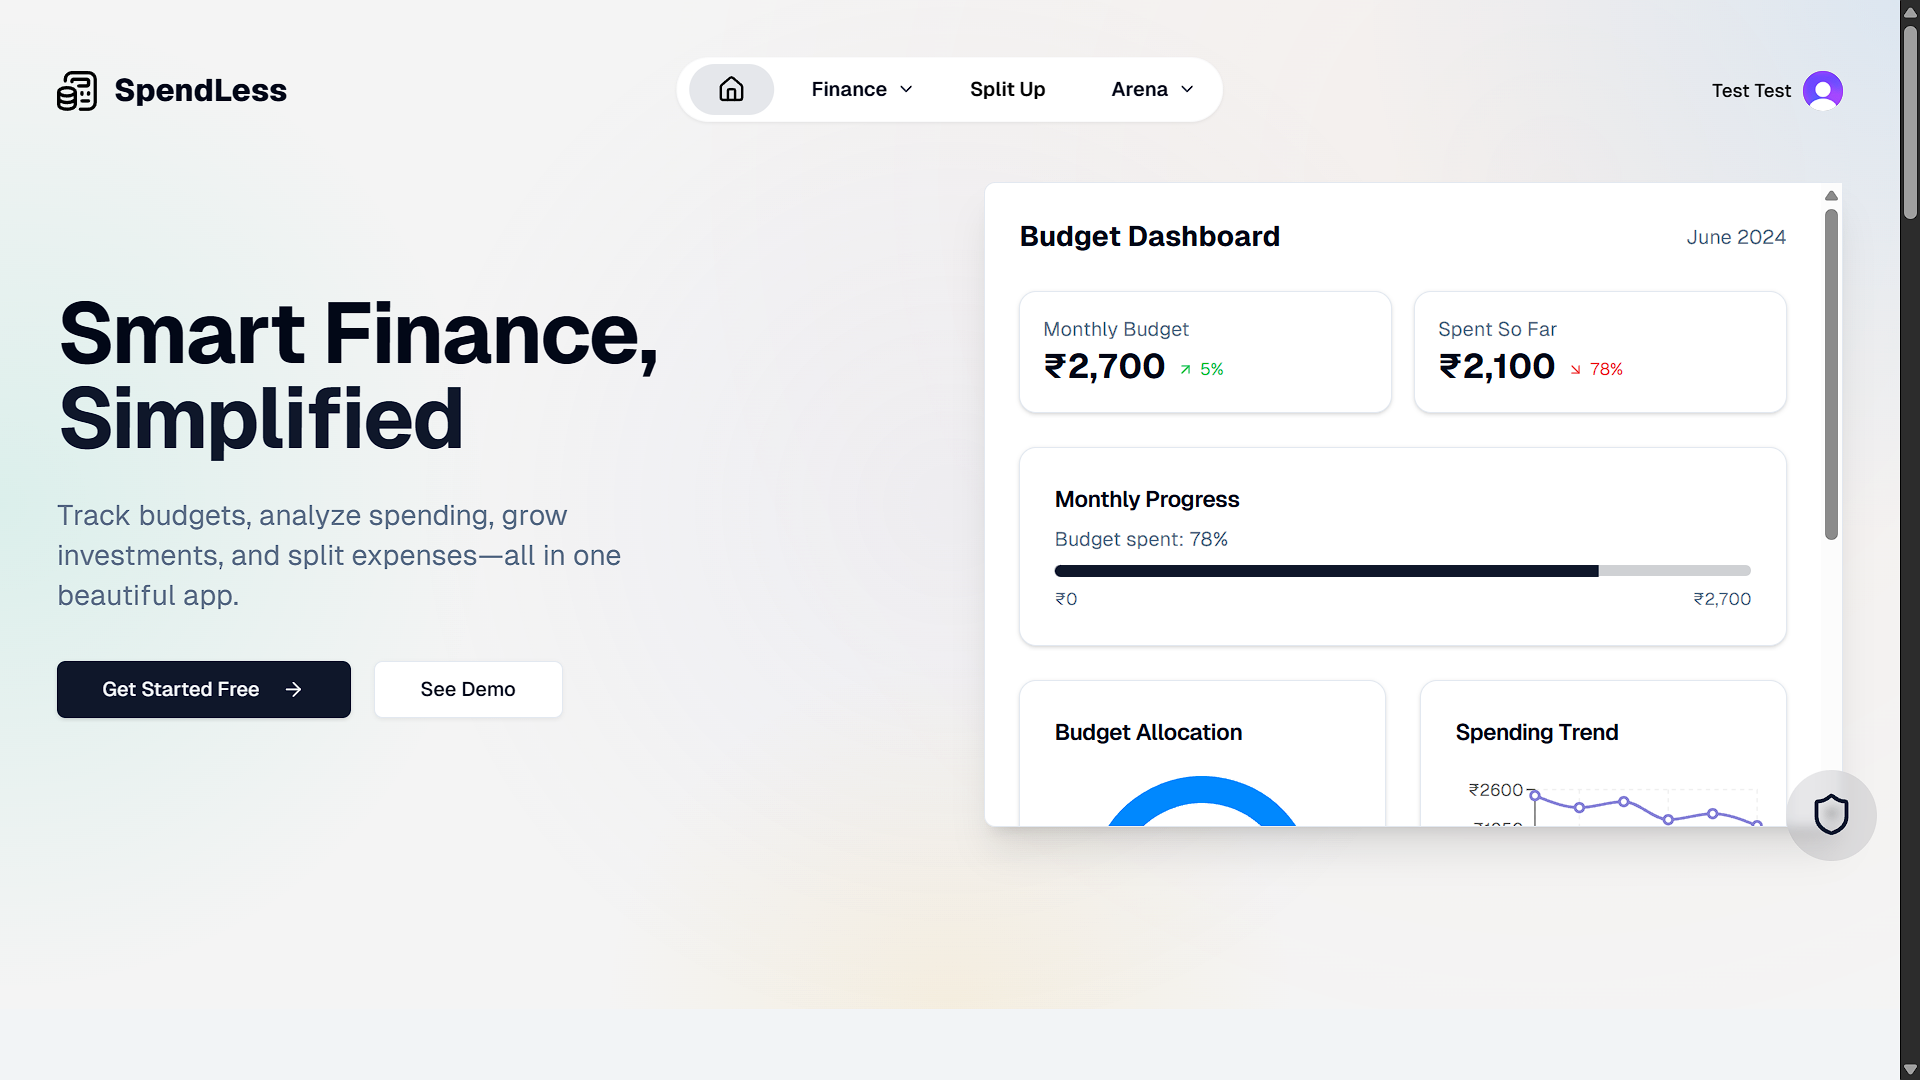 SpendLess
Finance
Split Up
Arena
Test Test
Smart Finance,
Simplified
Track budgets, analyze spending, grow
investments, and split expenses—all in one
beautiful app.
Get Started Free
See Demo
Budget Dashboard
June 2024
Monthly Budget
₹2,700 5%
Spent So Far
₹2,100 78%
Monthly Progress
Budget spent: 78%
₹0
₹2,700
Budget Allocation
Spending Trend
₹2600